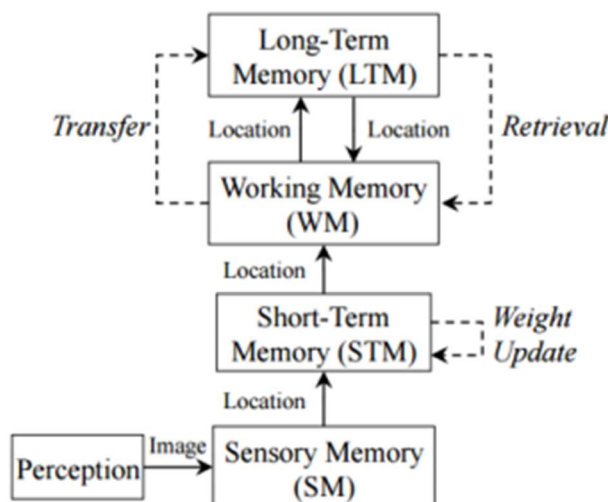 Long-Term
Memory (LTM)
Transfer
Location
Location
Retrieval
Working Memory
(WM)
Location
Short-Term
Memory (STM)
Weight
Update
Location
Perception
Image
Sensory Memory
(SM)